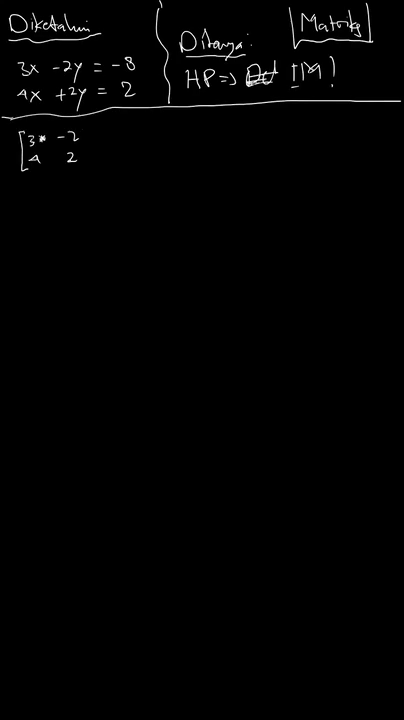 Diketahui
3x - 2y = -8
4x + 2y = 2
Ditanya:
HP =>
Matriks
3 -2
4 2